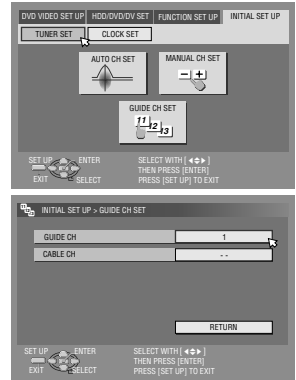 DVD VIDEO SET UP HDD/DVD/DV SET FUNCTION SET UP INITIAL SET UP
TUNER SET CLOCK SET
AUTO CH SET MANUAL CH SET
GUIDE CH SET
11 12 13
SET UP ENTER SELECT WITH [ ]
THEN PRESS [ENTER]
EXIT SELECT PRESS [SET UP] TO EXIT
INITIAL SET UP > GUIDE CH SET
GUIDE CH 1
CABLE CH - -
RETURN
SET UP ENTER SELECT WITH [ ]
THEN PRESS [ENTER]
EXIT SELECT PRESS [SET UP] TO EXIT